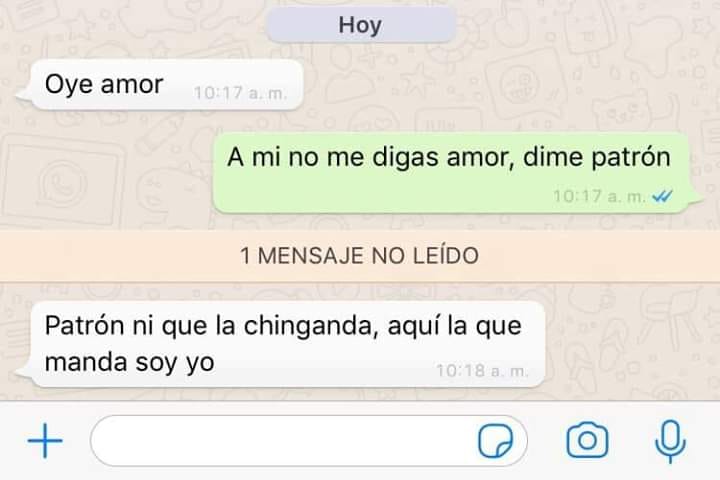 Hoy
Oye amor 10:17 a. m.
A mi no me digas amor, dime patrón
10:17 a. m.
1 MENSAJE NO LEÍDO
Patrón ni que la chinganda, aquí la que
manda soy yo 10:18 a. m.